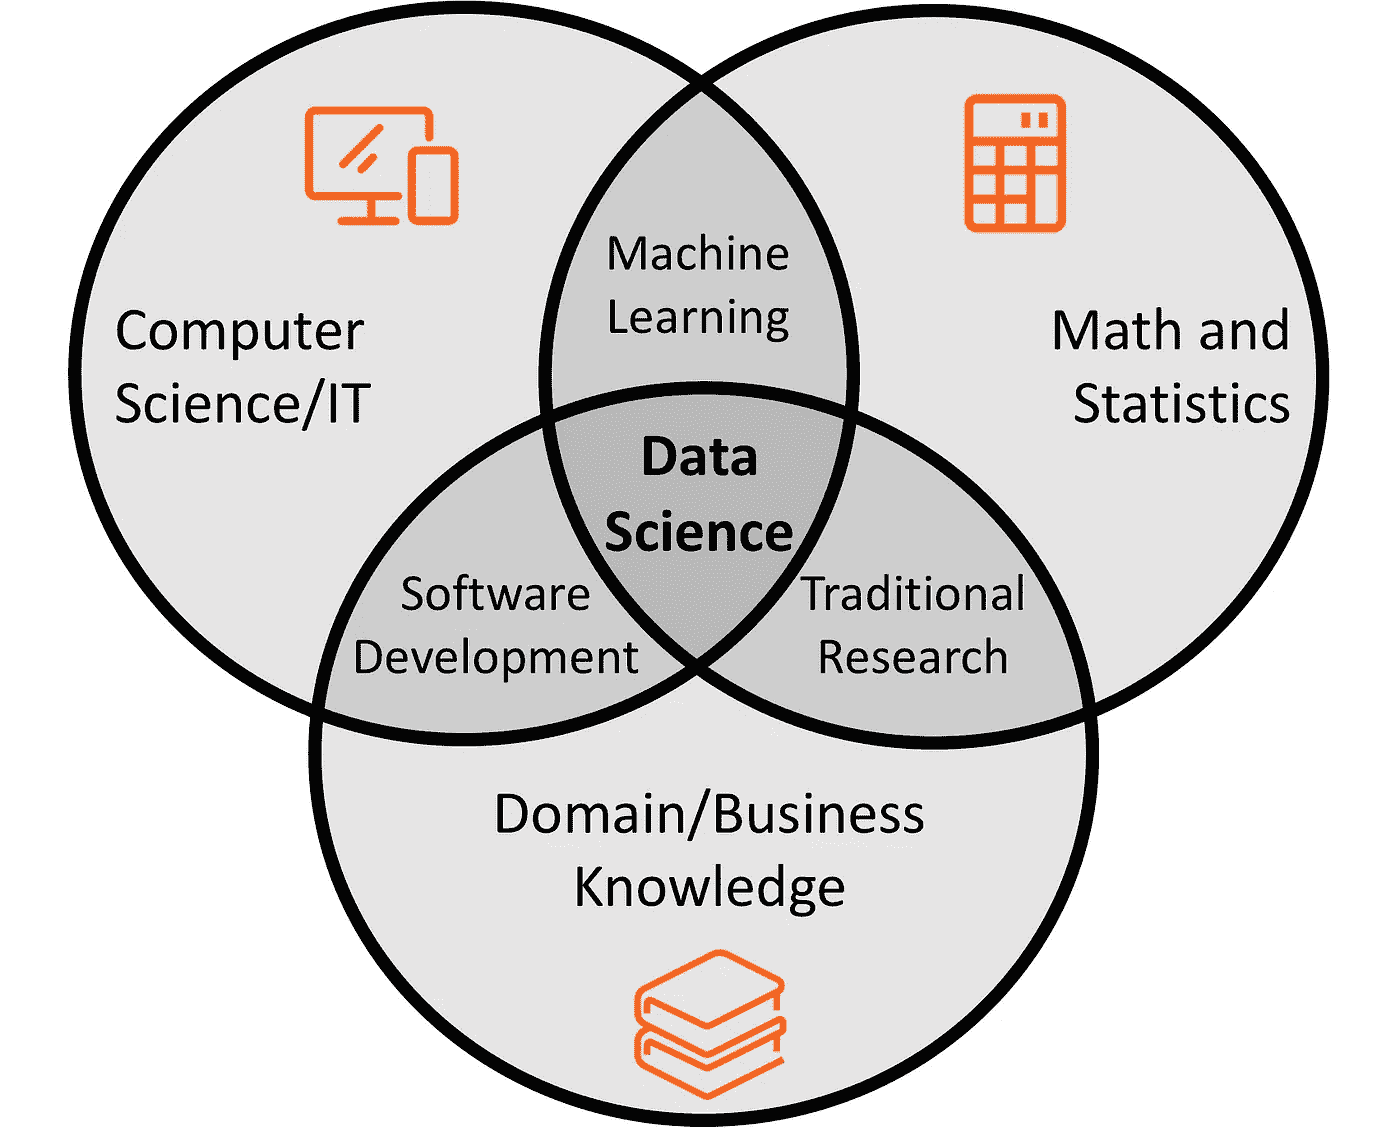 Machine
Learning
Computer
Science/IT
Math and
Statistics
Data
Science
Software
Development
Traditional
Research
Domain/Business
Knowledge